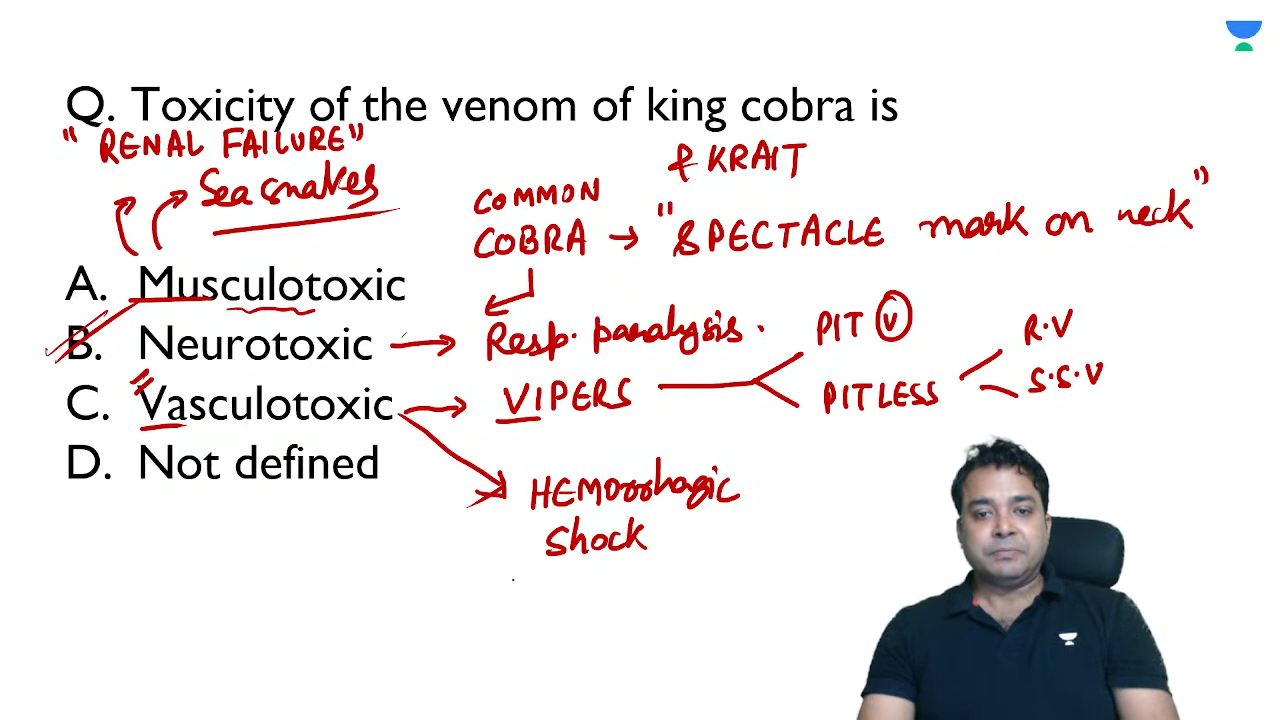 Q. Toxicity of the venom of king cobra is
"RENAL FAILURE"
& KRAIT
Sea snakes
COMMON
COBRA → "SPECTACLE mark on neck"
A. Musculotoxic
B. Neurotoxic → Resp. paralysis.
PIT V
R.V
C. Vasculotoxic → VIPERS
PITLESS
S.S.V
D. Not defined
HEMorrhagic
Shock